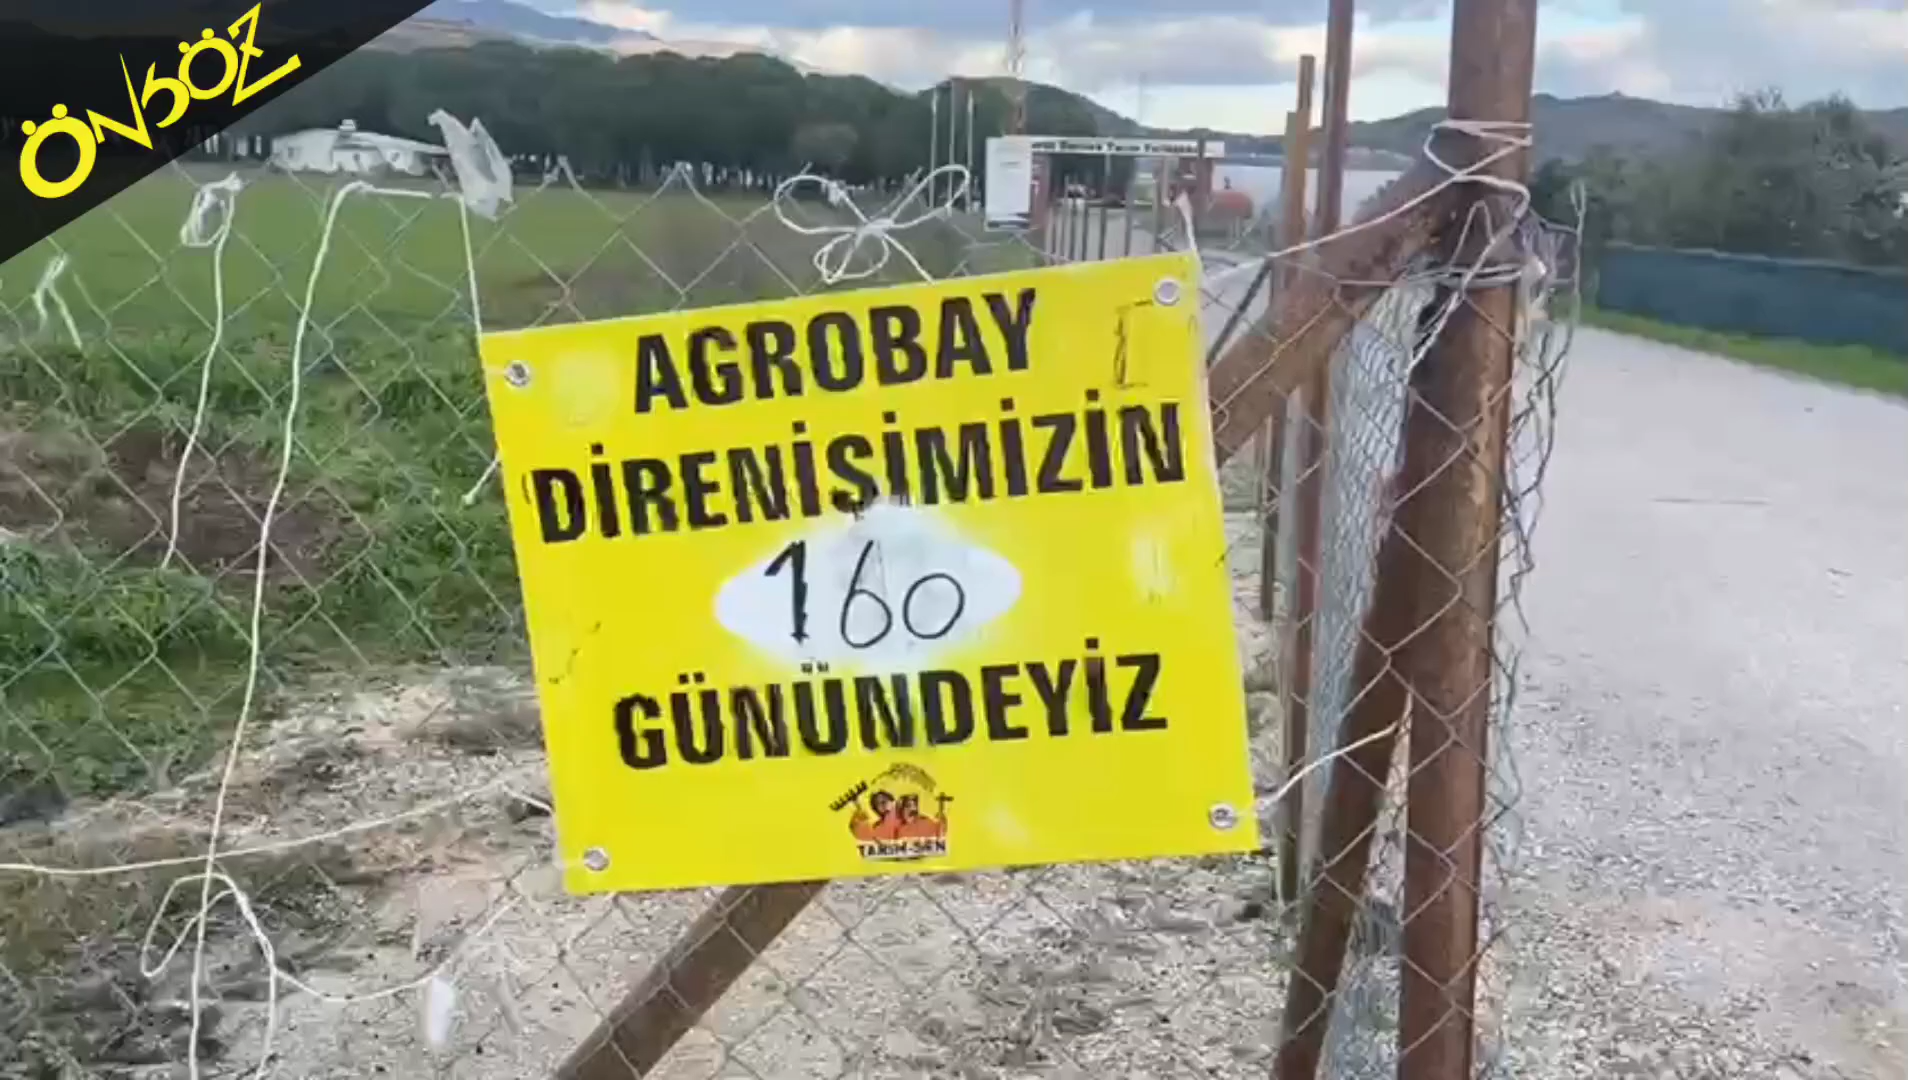 ÖNSÖZ
AGROBAY
DİRENİŞİMİZİN
160
GÜNÜNDEYİZ
TARIM-SEN